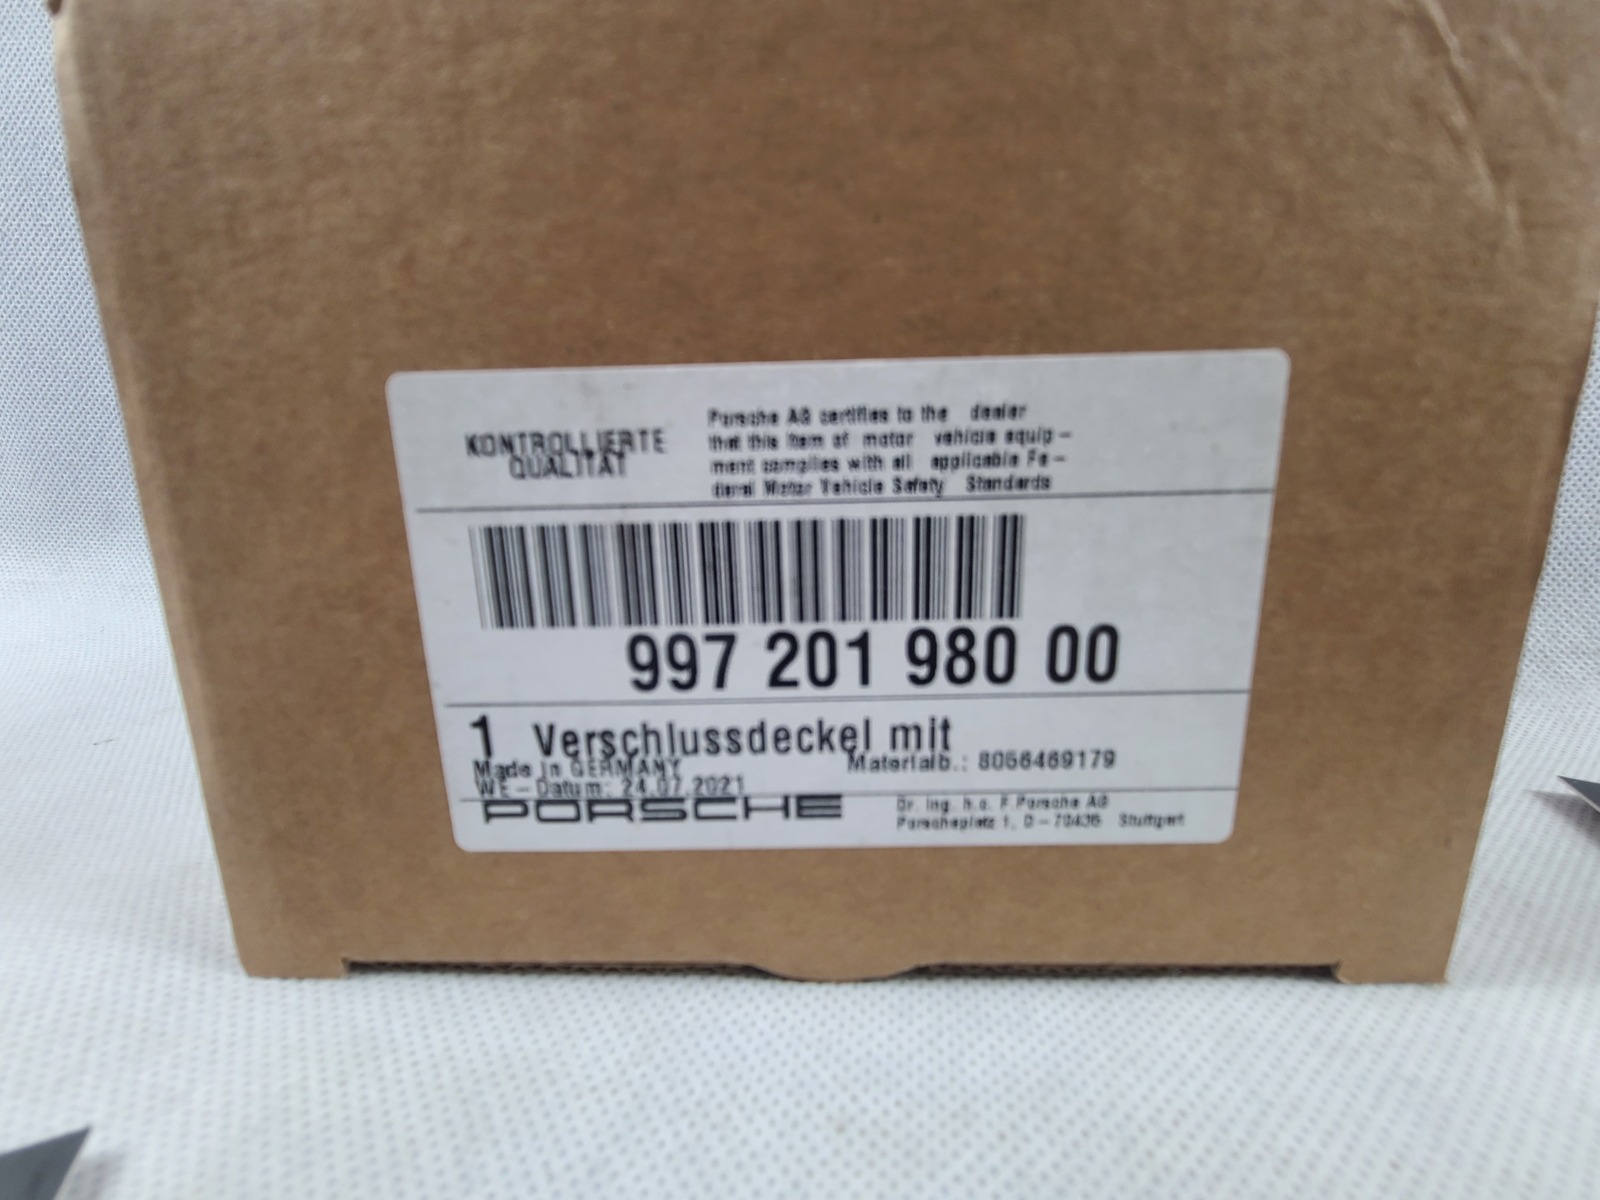 KONTROLLIERTE
QUALITÄT
Porsche AG certifies to the dealer
that this item of motor vehicle equip-
ment complies with all applicable Fe-
deral Motor Vehicle Safety Standards
997 201 980 00
1 Verschlussdeckel mit
Made in GERMANY
Materialb.: 8056469179
WE-Datum: 24.07.2021
PORSCHE
Dr. Ing. h.c. F. Porsche AG
Porscheplatz 1, D-70435 Stuttgart